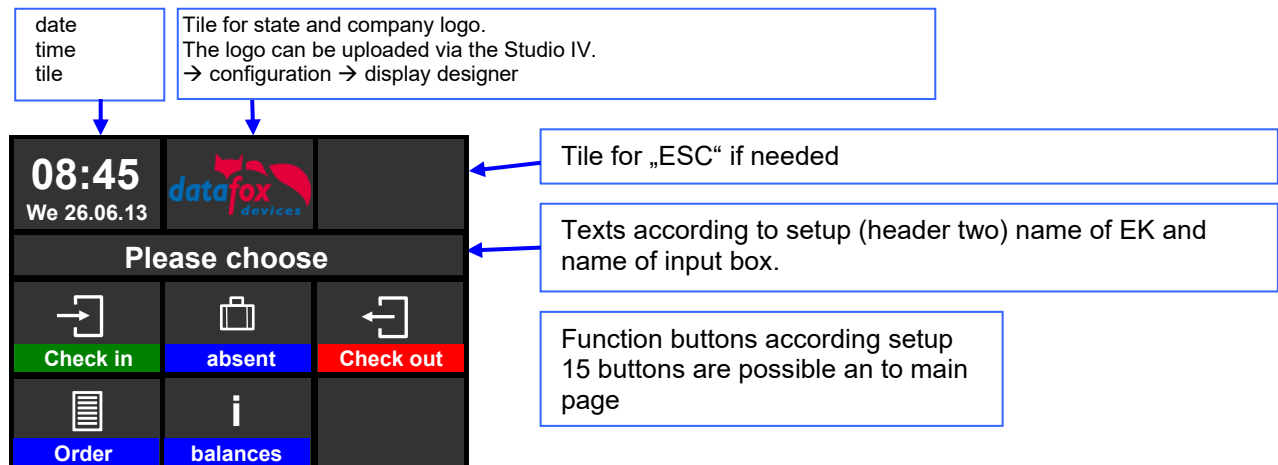 date
time
tile
Tile for state and company logo.
The logo can be uploaded via the Studio IV.
→ configuration → display designer
08:45
We 26.06.13
datafox
devices
Tile for „ESC“ if needed
Please choose
Texts according to setup (header two) name of EK and
name of input box.
Check in
absent
Check out
Function buttons according setup
15 buttons are possible an to main
page
i
Order
balances